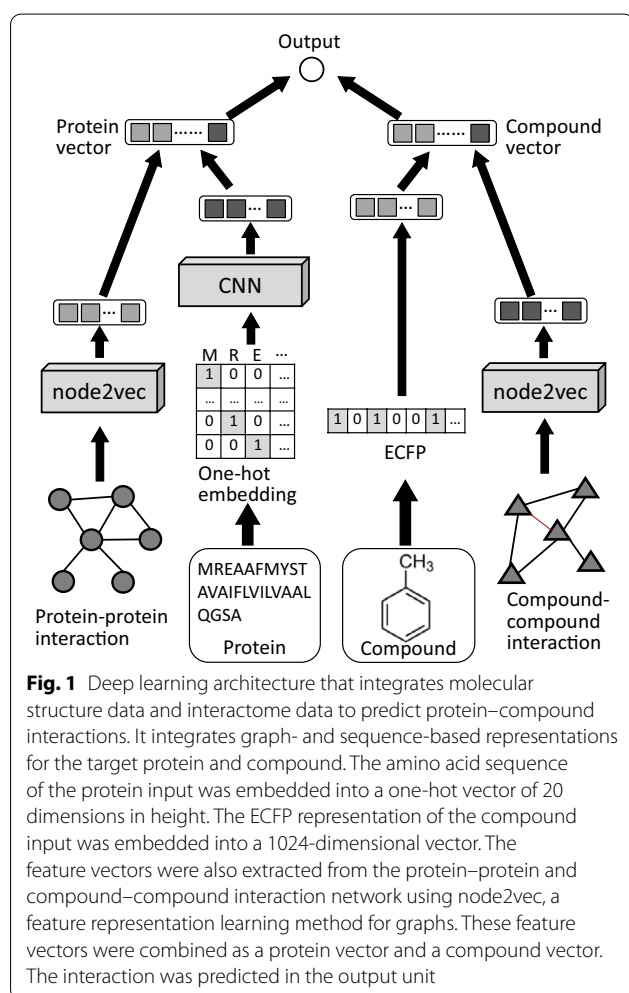 Output
Protein
vector
......
......
Compound
vector
...
...
CNN
...
...
M R E ...
1 0 0 ...
... ... ... ...
0 1 0 ...
0 0 1 ...
node2vec
node2vec
1 0 1 0 0 1 ...
ECFP
One-hot
embedding
MREAAFMYST
AVAIFLVILVAAL
QGSA
Protein
CH3
Compound
Protein-protein
interaction
Compound-
compound
interaction
Fig. 1 Deep learning architecture that integrates molecular
structure data and interactome data to predict protein–compound
interactions. It integrates graph- and sequence-based representations
for the target protein and compound. The amino acid sequence
of the protein input was embedded into a one-hot vector of 20
dimensions in height. The ECFP representation of the compound
input was embedded into a 1024-dimensional vector. The
feature vectors were also extracted from the protein–protein and
compound–compound interaction network using node2vec, a
feature representation learning method for graphs. These feature
vectors were combined as a protein vector and a compound vector.
The interaction was predicted in the output unit